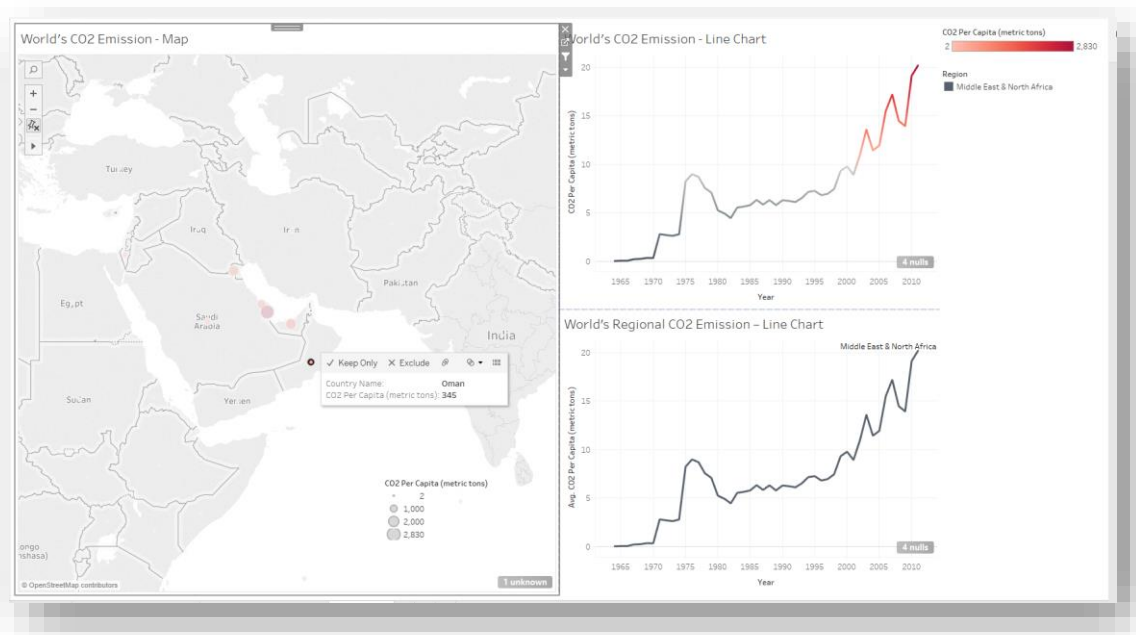 World's CO2 Emission - Map
Turkey
Iraq
Iran
Pakistan
Egypt
Saudi
Arabia
India
Sudan
Yemen
Keep Only Exclude
Country Name: Oman
CO2 Per Capita (metric tons): 345
CO2 Per Capita (metric tons)
2
1,000
2,000
2,830
ongo
nshasa)
© OpenStreetMap contributors
1 unknown
World's CO2 Emission - Line Chart
CO2 Per Capita (metric tons)
20
15
10
5
0
4 nulls
1965 1970 1975 1980 1985 1990 1995 2000 2005 2010
Year
CO2 Per Capita (metric tons)
2 2,830
Region
Middle East & North Africa
World's Regional CO2 Emission – Line Chart
Middle East & North Africa
Avg. CO2 Per Capita (metric tons)
20
15
10
5
0
4 nulls
1965 1970 1975 1980 1985 1990 1995 2000 2005 2010
Year